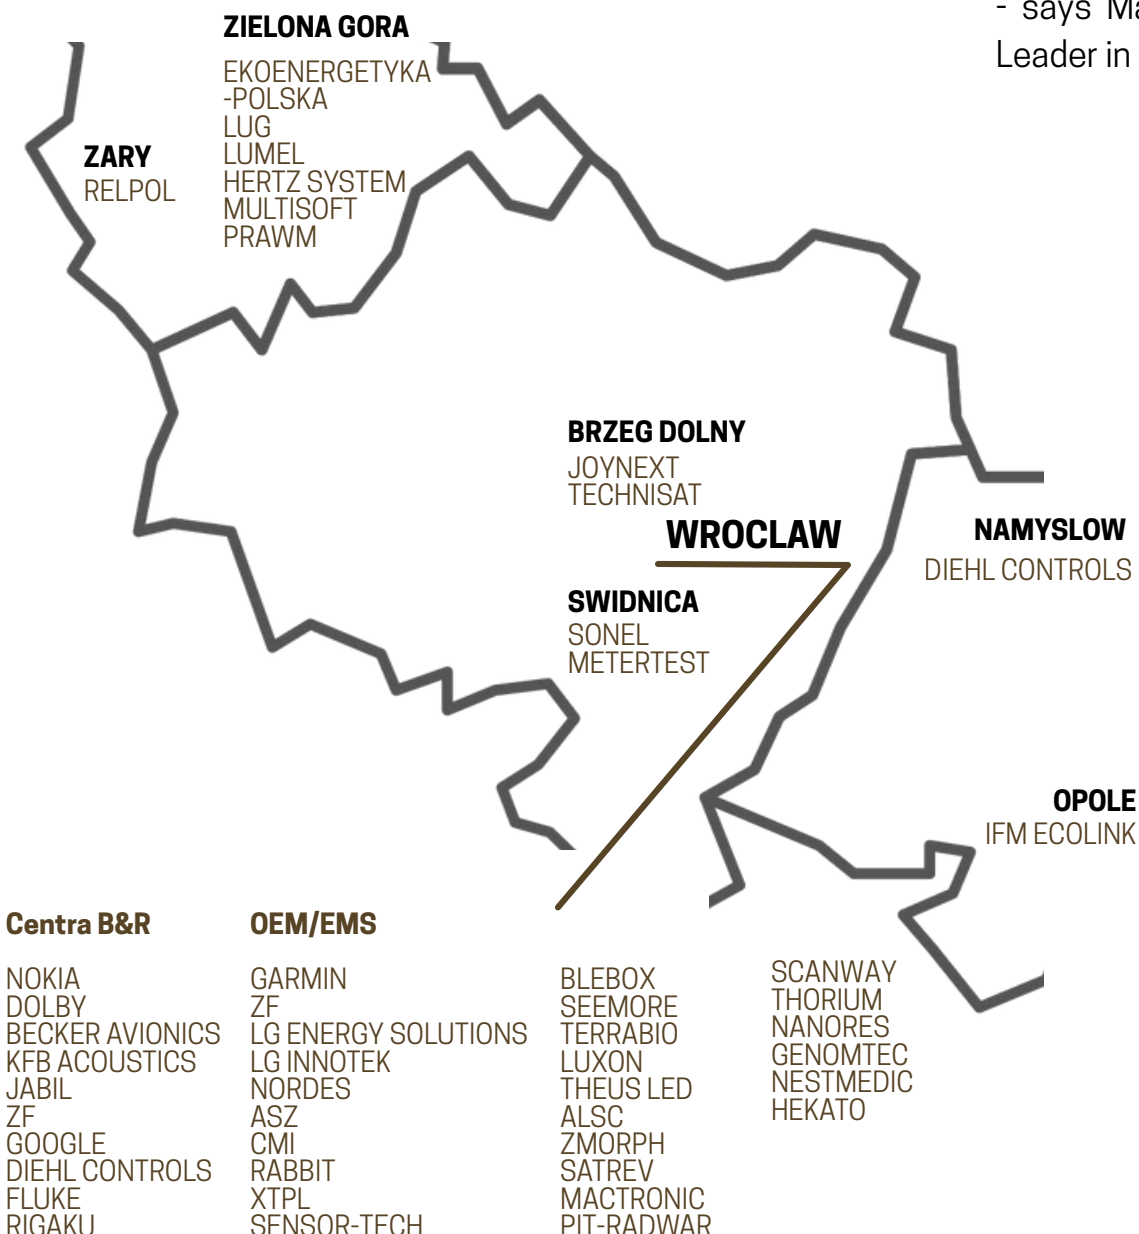 - says Ma
Leader in
ZIELONA GORA
EKOENERGETYKA
-POLSKA
LUG
LUMEL
HERTZ SYSTEM
MULTISOFT
PRAWM
ZARY
RELPOL
BRZEG DOLNY
JOYNEXT
TECHNISAT
WROCLAW
NAMYSLOW
DIEHL CONTROLS
SWIDNICA
SONEL
METERTEST
OPOLE
IFM ECOLINK
Centra B&R
NOKIA
DOLBY
BECKER AVIONICS
KFB ACOUSTICS
JABIL
ZF
GOOGLE
DIEHL CONTROLS
FLUKE
RIGAKU
OEM/EMS
GARMIN
ZF
LG ENERGY SOLUTIONS
LG INNOTEK
NORDES
ASZ
CMI
RABBIT
XTPL
SENSOR-TECH
BLEBOX
SEEMORE
TERRABIO
LUXON
THEUS LED
ALSC
ZMORPH
SATREV
MACTRONIC
PIT-RADWAR
SCANWAY
THORIUM
NANORES
GENOMTEC
NESTMEDIC
HEKATO